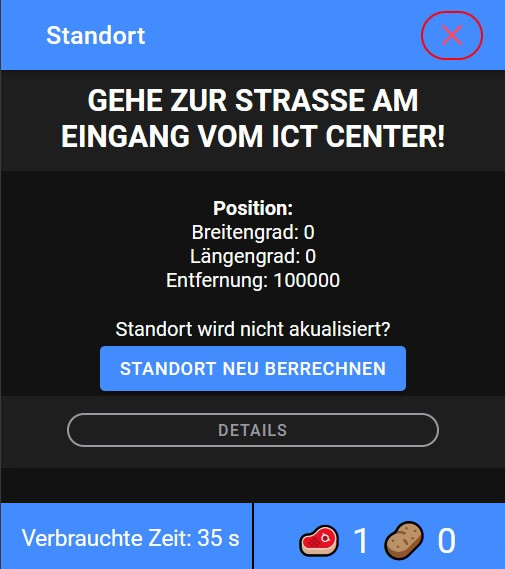 Standort
GEHE ZUR STRASSE AM
EINGANG VOM ICT CENTER!
Position:
Breitengrad: 0
Längengrad: 0
Entfernung: 100000
Standort wird nicht akualisiert?
STANDORT NEU BERRECHNEN
DETAILS
Verbrauchte Zeit: 35 s
1 0